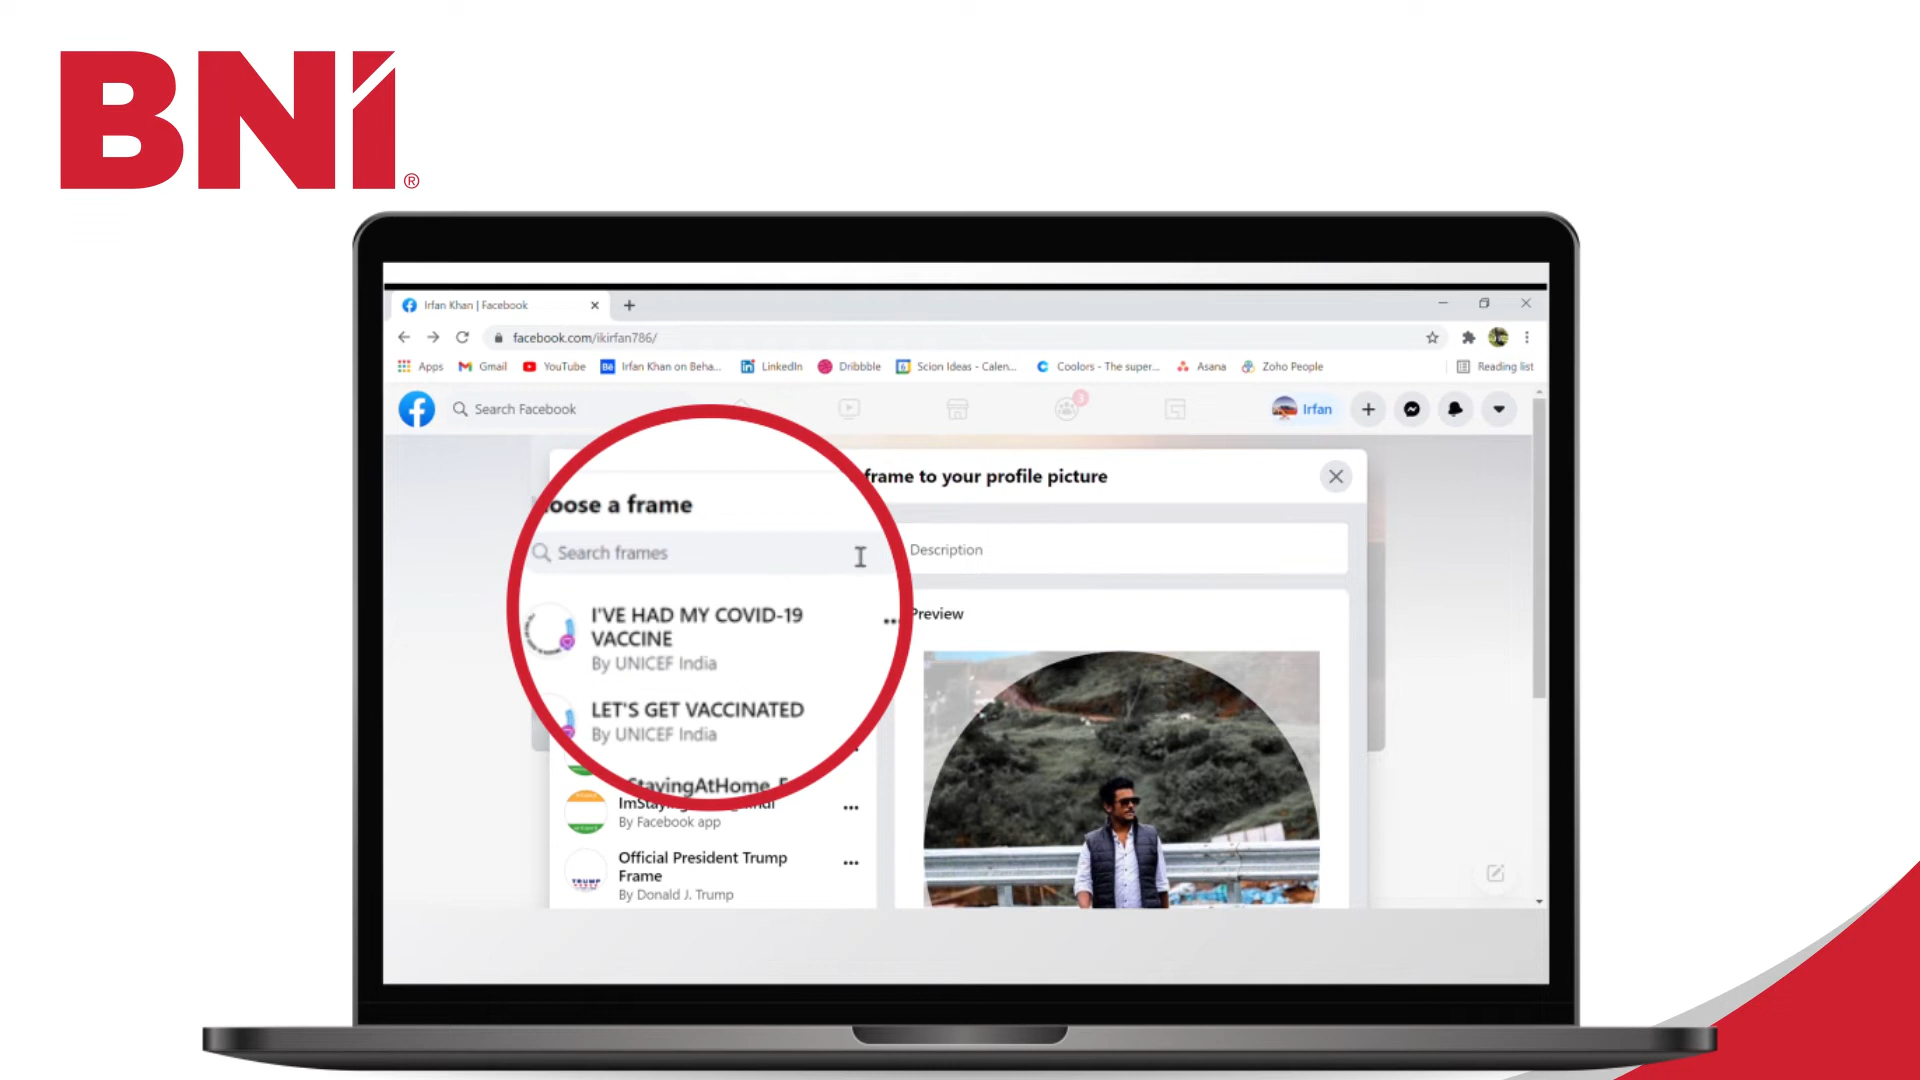 BNI®
Irfan Khan | Facebook
facebook.com/ikirfan786/
Apps Gmail YouTube Irfan Khan on Beha... LinkedIn Dribbble Scion Ideas - Calen... Coolors - The super... Asana Zoho People Reading list
Search Facebook
3
Irfan
frame to your profile picture
oose a frame
Search frames
Description
I'VE HAD MY COVID-19
VACCINE
By UNICEF India
Preview
LET'S GET VACCINATED
By UNICEF India
StayingAtHome
By Facebook app
Official President Trump
Frame
By Donald J. Trump
TRUMP